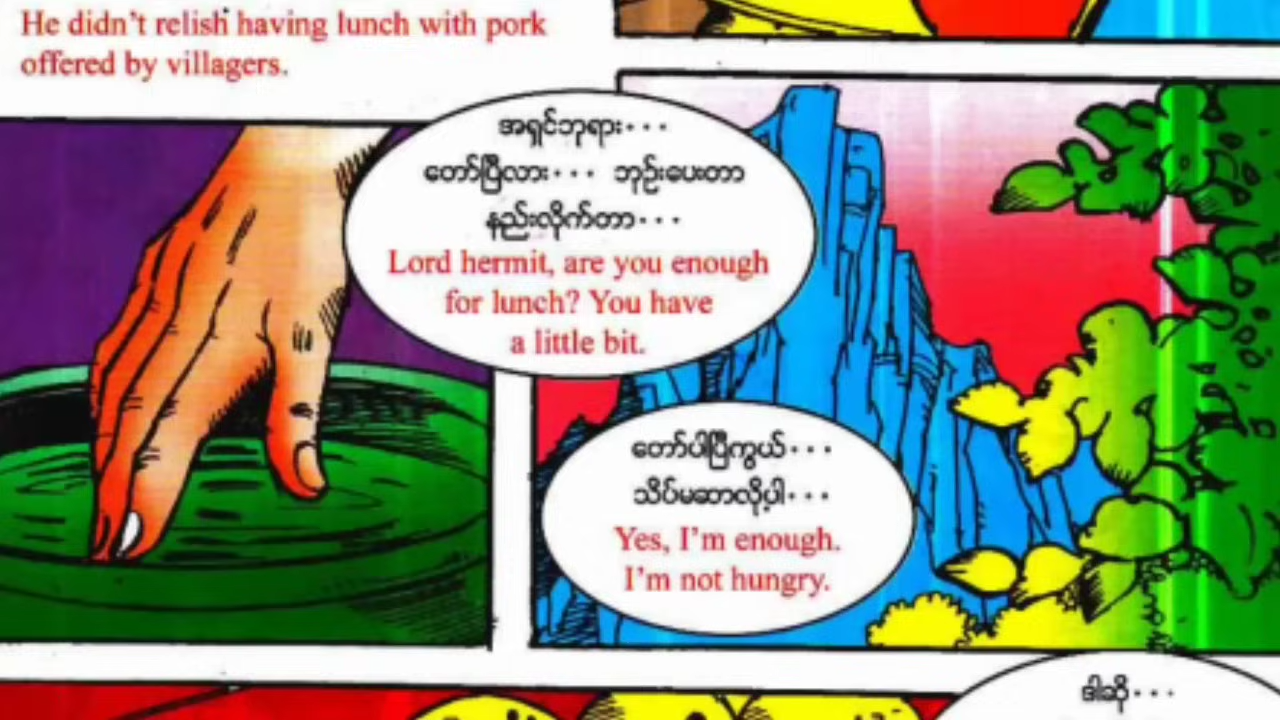 He didn't relish having lunch with pork
offered by villagers.
အရှင်ဘုရား...
တော်ပြီလား... ဘုဉ်းပေးတာ
နည်းလိုက်တာ...
Lord hermit, are you enough
for lunch? You have
a little bit.
တော်ပါပြီကွယ်...
သိပ်မဆာလို့ပါ...
Yes, I'm enough.
I'm not hungry.
ဒါဆို...